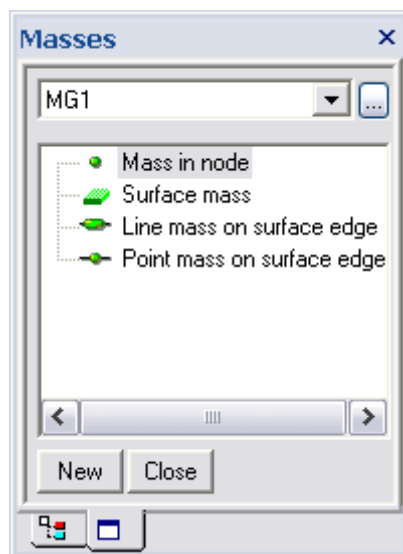 Masses
MG1
...
Mass in node
Surface mass
Line mass on surface edge
Point mass on surface edge
New Close